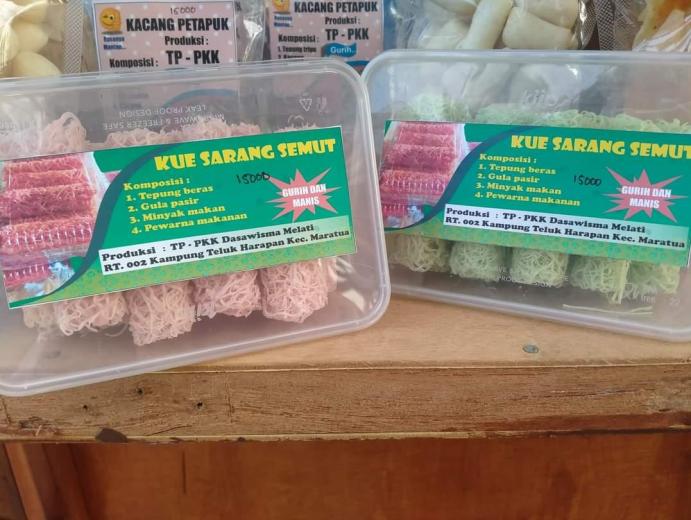 15000
KACANG PETAPUK
Produksi :
TP - PKK
Komposisi :
KACANG PETAPUK
Produksi :
TP - PKK
Komposisi :
1. Tepung
Gurih
LEAK PROOF DESIGN
KUE SARANG SEMUT
Komposisi :
15000
1. Tepung beras
2. Gula pasir
3. Minyak makan
4. Pewarna makanan
GURIH DAN
MANIS
Produksi : TP - PKK Dasawisma Melati
RT. 002 Kampung Teluk Harapan Kec. Maratua
KUE SARANG SEMUT
Komposisi :
15000
1. Tepung beras
2. Gula pasir
3. Minyak makan
4. Pewarna makanan
GURIH DAN
MANIS
Produksi : TP - PKK Dasawisma Melati
RT. 002 Kampung Teluk Harapan Kec. Maratua